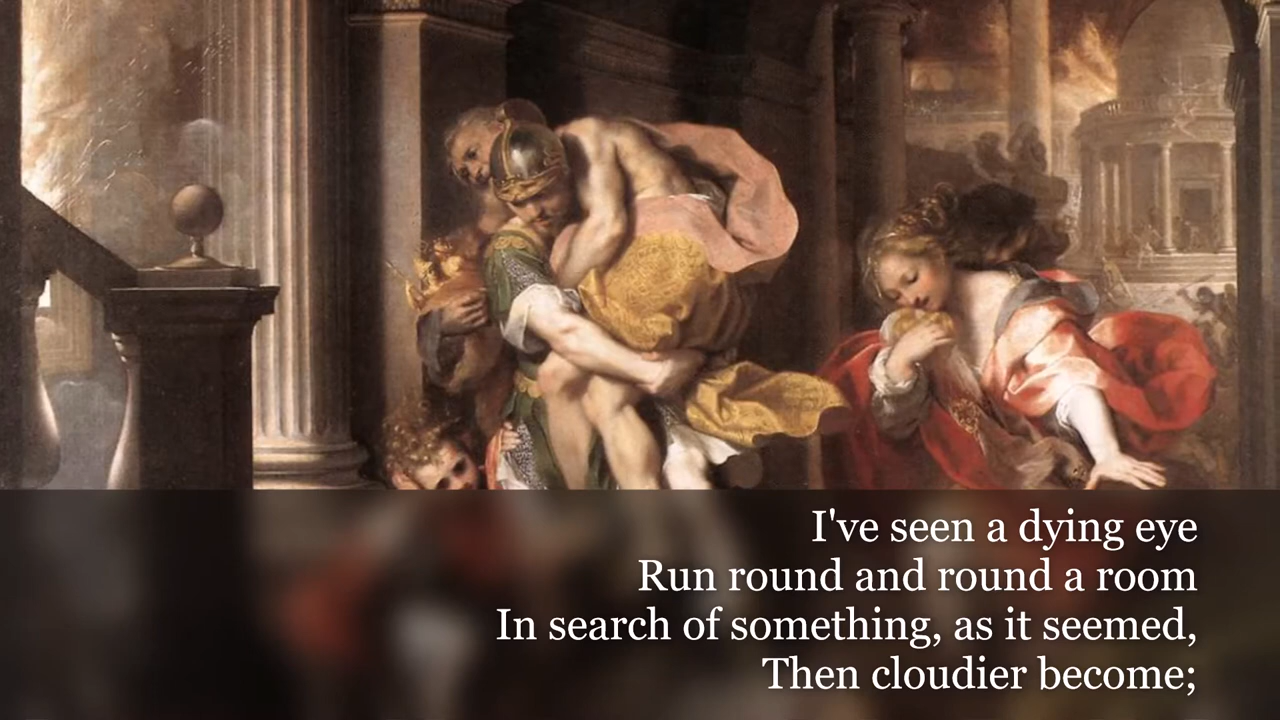 I've seen a dying eye
Run round and round a room
In search of something, as it seemed,
Then cloudier become;